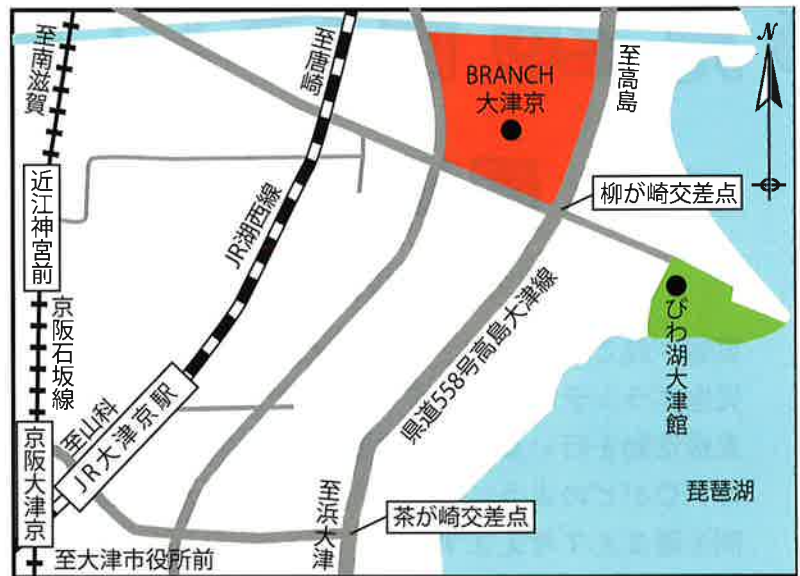 至南滋賀
至唐崎
BRANCH
大津京
至高島
N
近江神宮前
JR湖西線
柳が崎交差点
京阪石坂線
県道558号高島大津線
びわ湖大津館
至山科
JR大津京駅
京阪大津京
至浜大津
茶が崎交差点
琵琶湖
至大津市役所前